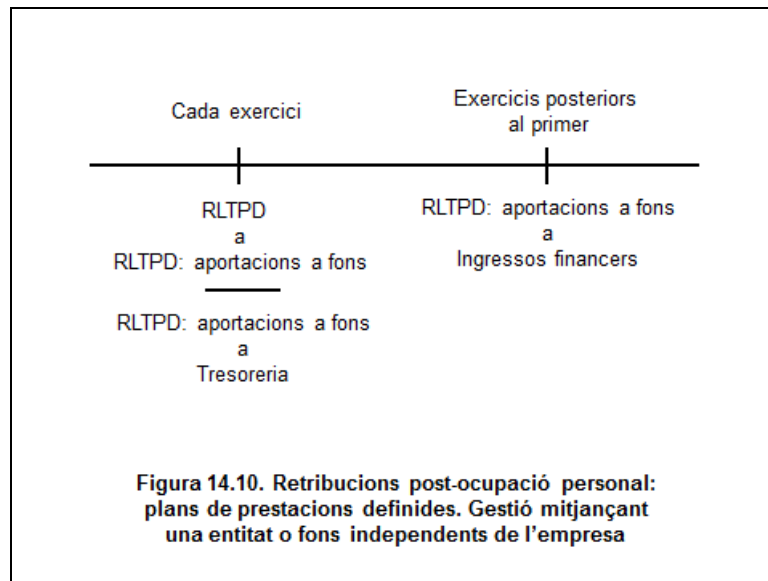 Cada exercici
Exercicis posteriors
al primer
RLTPD
a
RLTPD: aportacions a fons
RLTPD: aportacions a fons
a
Tresoreria
RLTPD: aportacions a fons
a
Ingressos financers
Figura 14.10. Retribucions post-ocupació personal:
plans de prestacions definides. Gestió mitjançant
una entitat o fons independents de l’empresa